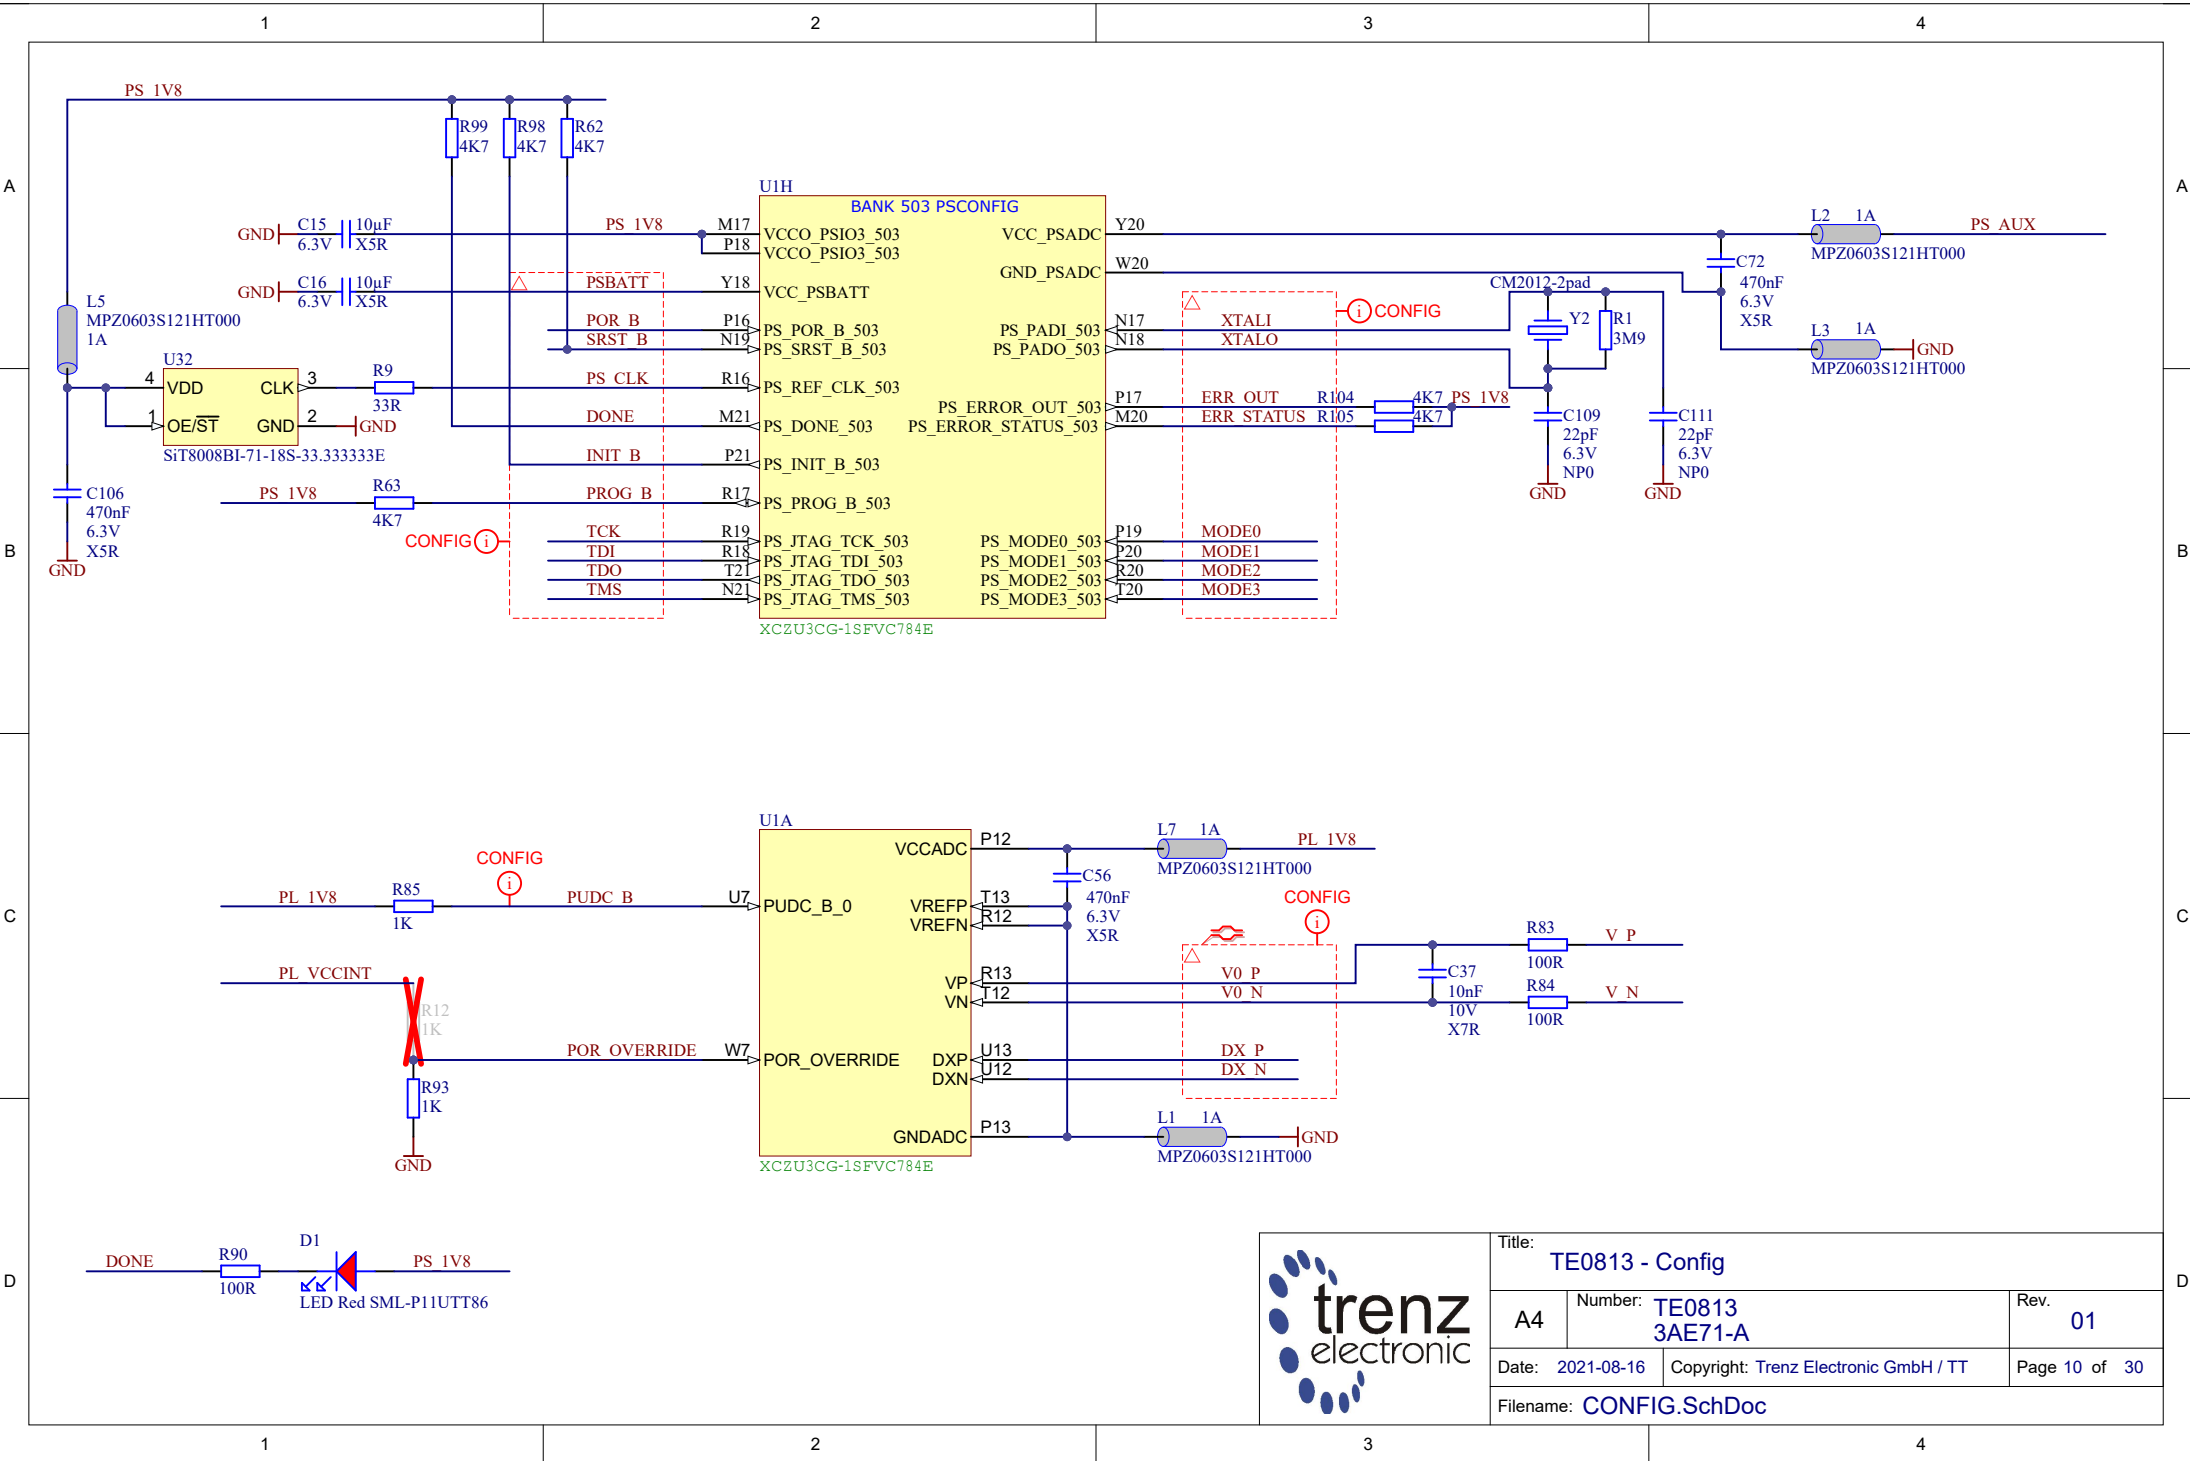 1 2 3 4
A A
B B
C C
D D
1 2 3 4
PS_1V8
R99
4K7
R98
4K7
R62
4K7
GND
C15
10µF
6.3V
X5R
PS_1V8
GND
C16
10µF
6.3V
X5R
L5
MPZ0603S121HT000
1A
U32
4 VDD CLK 3
1 OE/ST GND 2
GND
SiT8008BI-71-18S-33.333333E
R9
33R
C106
470nF
6.3V
X5R
GND
PS_1V8
R63
4K7
CONFIG i
PSBATT
POR_B
SRST_B
PS_CLK
DONE
INIT_B
PROG_B
TCK
TDI
TDO
TMS
U1H
BANK 503 PSCONFIG
M17 VCCO_PSIO3_503
P18 VCCO_PSIO3_503
Y18 VCC_PSBATT
P16 PS_POR_B_503
N19 PS_SRST_B_503
R16 PS_REF_CLK_503
M21 PS_DONE_503
P21 PS_INIT_B_503
R17 PS_PROG_B_503
R19 PS_JTAG_TCK_503
R18 PS_JTAG_TDI_503
T21 PS_JTAG_TDO_503
N21 PS_JTAG_TMS_503
VCC_PSADC Y20
GND_PSADC W20
PS_PADI_503 N17
PS_PADO_503 N18
PS_ERROR_OUT_503 P17
PS_ERROR_STATUS_503 M20
PS_MODE0_503 P19
PS_MODE1_503 P20
PS_MODE2_503 R20
PS_MODE3_503 T20
XCZU3CG-1SFVC784E
XTALI
XTALO
i CONFIG
ERR_OUT R104 4K7 PS_1V8
ERR_STATUS R105 4K7
MODE0
MODE1
MODE2
MODE3
CM2012-2pad
Y2
R1
3M9
C109
22pF
6.3V
NP0
GND
C111
22pF
6.3V
NP0
GND
C72
470nF
6.3V
X5R
L2 1A
MPZ0603S121HT000
PS_AUX
L3 1A
MPZ0603S121HT000
GND
U1A
U7 PUDC_B_0
W7 POR_OVERRIDE
VCCADC P12
VREFP T13
VREFN R12
VP R13
VN T12
DXP U13
DXN U12
GNDADC P13
XCZU3CG-1SFVC784E
PL_1V8
R85
1K
CONFIG
i
PUDC_B
PL_VCCINT
R12
1K
POR_OVERRIDE
R93
1K
GND
L7 1A
MPZ0603S121HT000
PL_1V8
C56
470nF
6.3V
X5R
CONFIG
i
V0_P
V0_N
DX_P
DX_N
C37
10nF
10V
X7R
R83
100R
V_P
R84
100R
V_N
L1 1A
MPZ0603S121HT000
GND
DONE
R90
100R
D1
PS_1V8
LED Red SML-P11UTT86
trenz
electronic
Title:
TE0813 - Config
A4
Number: TE0813
3AE71-A
Rev.
01
Date: 2021-08-16
Copyright: Trenz Electronic GmbH / TT
Page 10 of 30
Filename: CONFIG.SchDoc